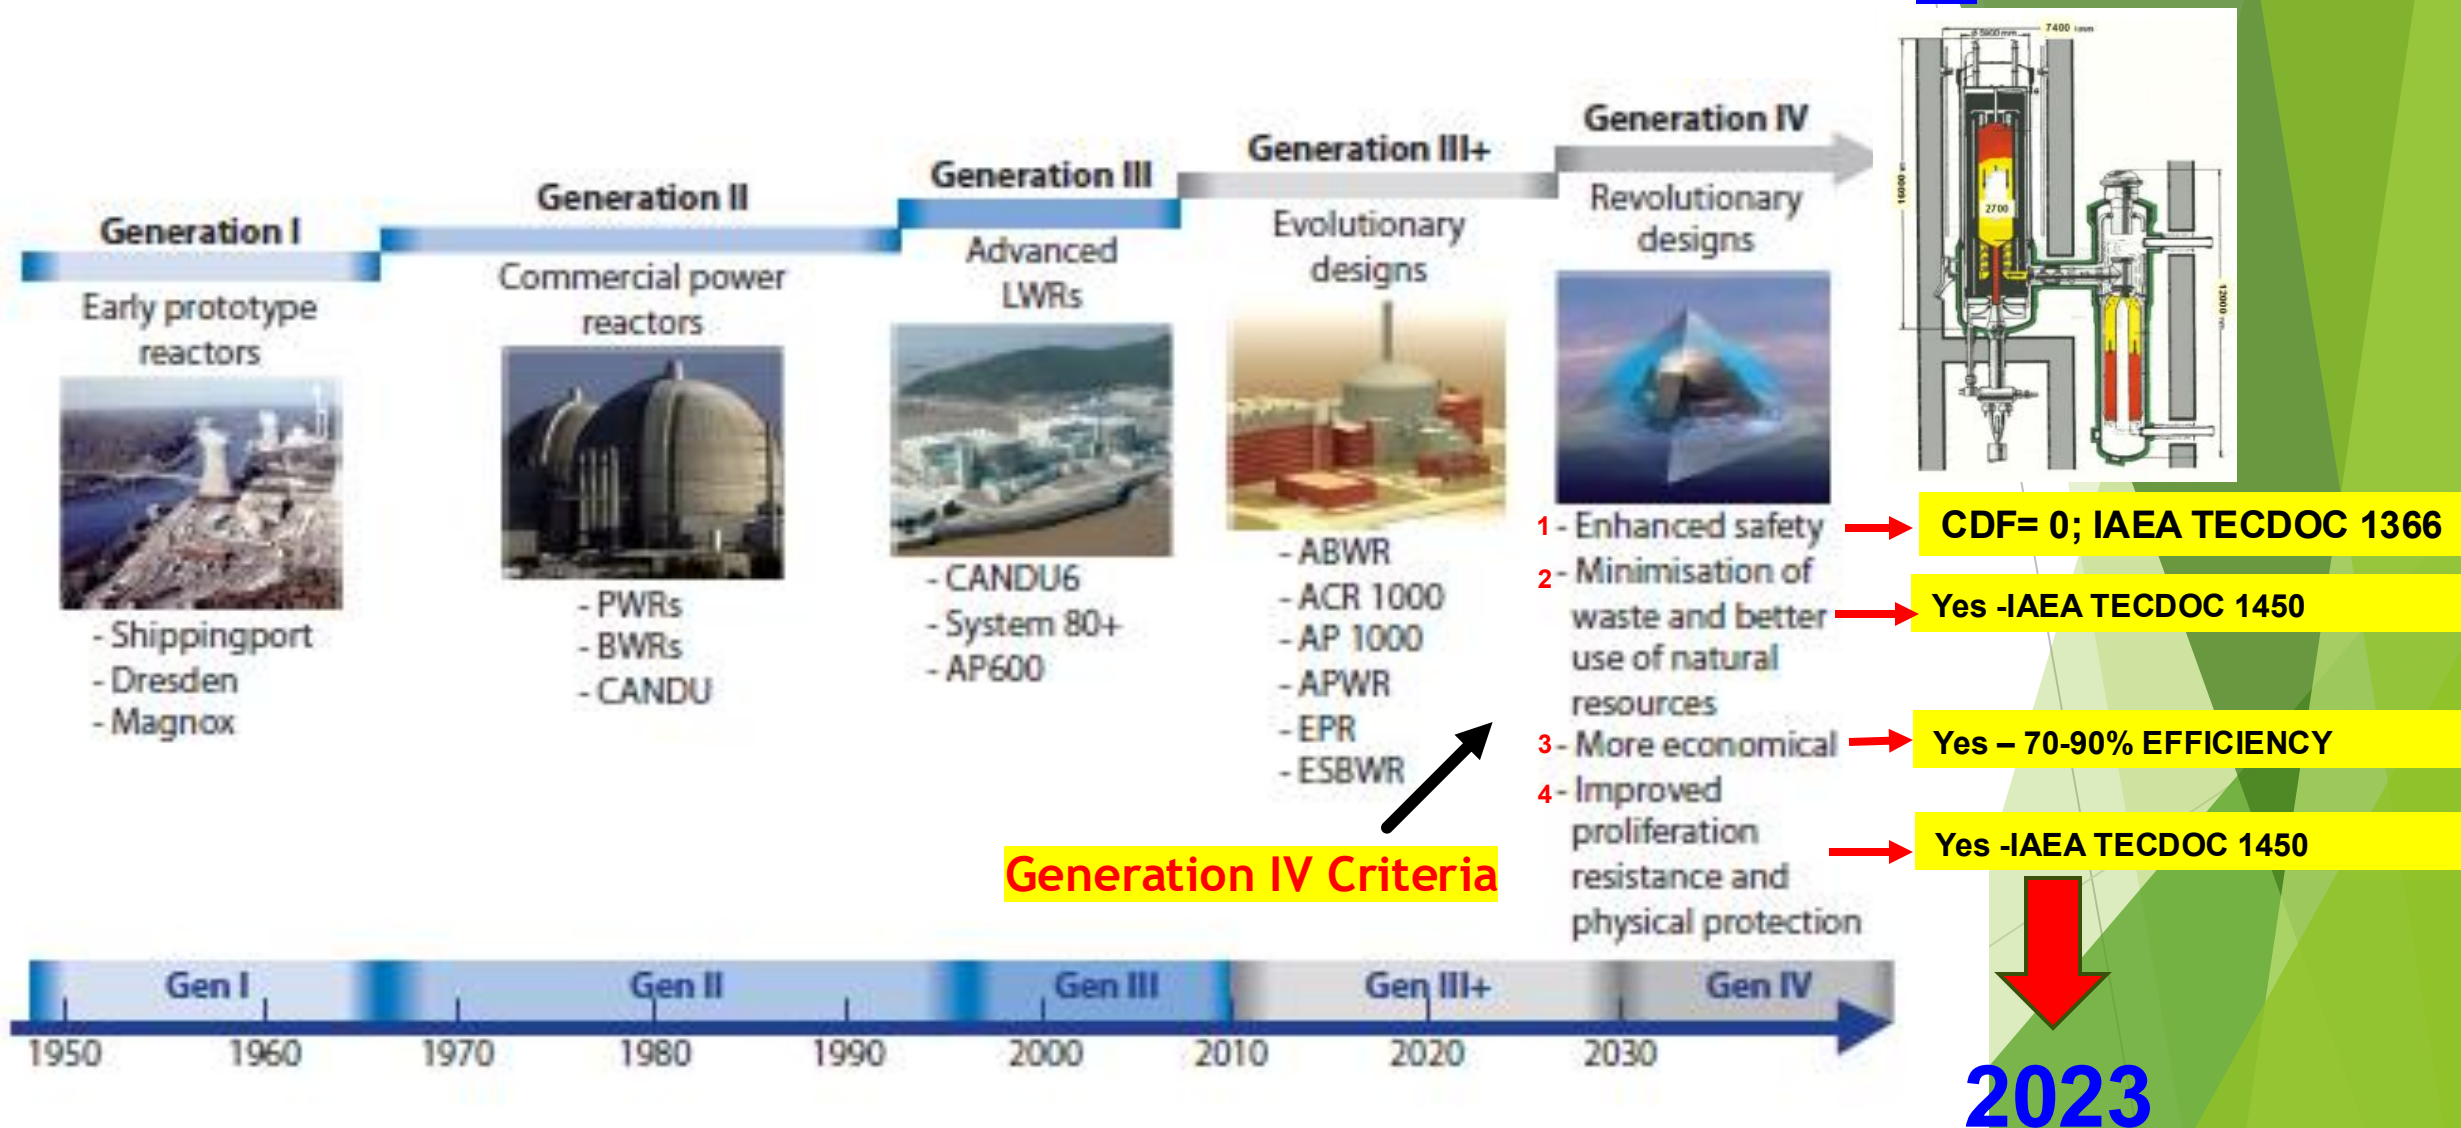 Generation I
Early prototype
reactors
- Shippingport
- Dresden
- Magnox
Generation II
Commercial power
reactors
- PWRs
- BWRs
- CANDU
Generation III
Advanced
LWRs
- CANDU6
- System 80+
- AP600
Generation III+
Evolutionary
designs
- ABWR
- ACR 1000
- AP 1000
- APWR
- EPR
- ESBWR
Generation IV
Revolutionary
designs
1 - Enhanced safety
2 - Minimisation of
waste and better
use of natural
resources
3 - More economical
4 - Improved
proliferation
resistance and
physical protection
Generation IV Criteria
7400 mm
2700
CDF= 0; IAEA TECDOC 1366
Yes -IAEA TECDOC 1450
Yes – 70-90% EFFICIENCY
Yes -IAEA TECDOC 1450
2023
Gen I
Gen II
Gen III
Gen III+
Gen IV
1950
1960
1970
1980
1990
2000
2010
2020
2030